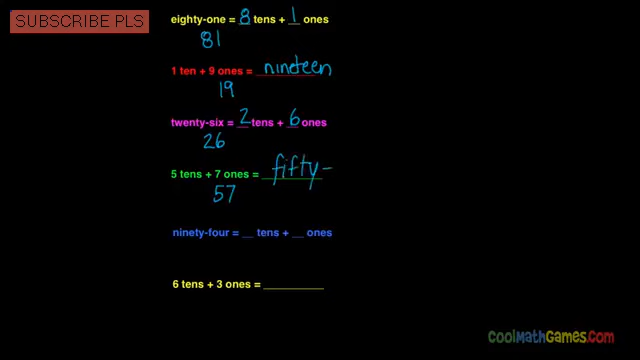 SUBSCRIBE PLS
eighty-one = 8 tens + 1 ones
81
1 ten + 9 ones = nineteen
19
twenty-six = 2 tens + 6 ones
26
5 tens + 7 ones = fifty-
57
ninety-four = __ tens + __ ones
6 tens + 3 ones = __________
CoolMathGames.Com